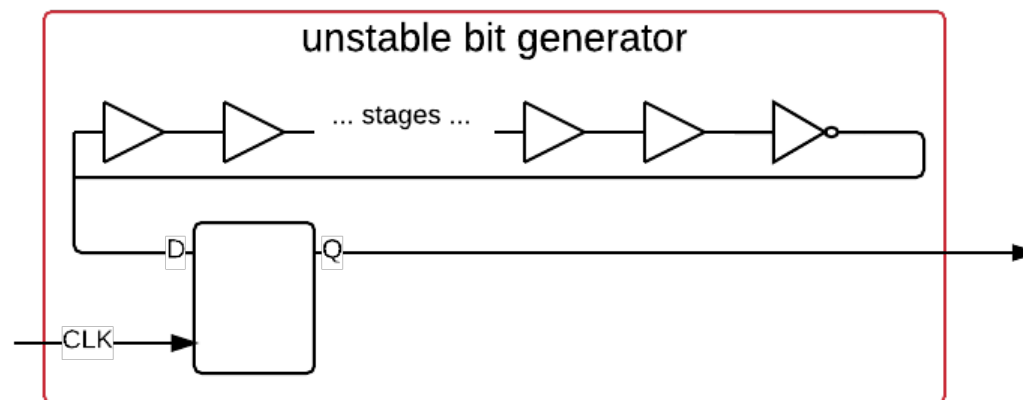 unstable bit generator
... stages ...
D
Q
CLK